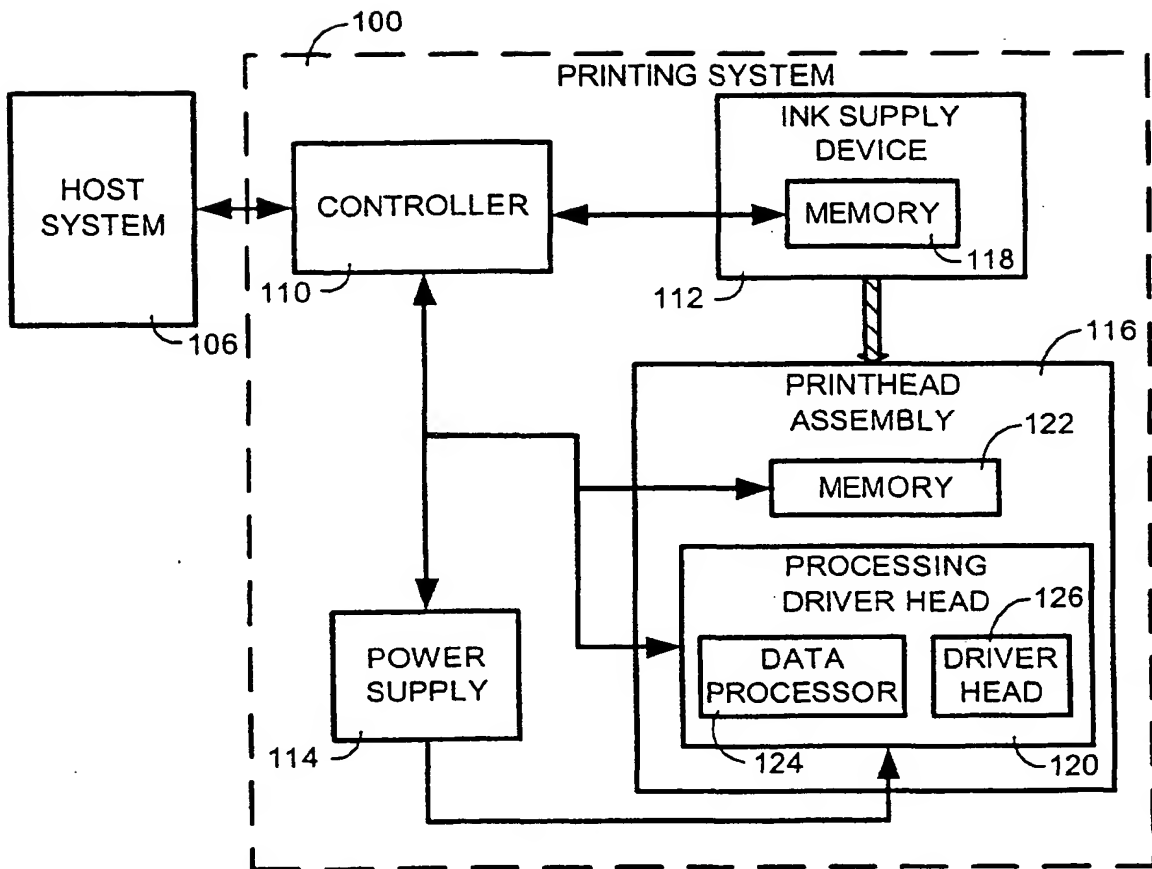 100
PRINTING SYSTEM
HOST
SYSTEM
106
CONTROLLER
110
INK SUPPLY
DEVICE
MEMORY
118
112
116
PRINTHEAD
ASSEMBLY
122
MEMORY
PROCESSING
DRIVER HEAD
126
DATA
PROCESSOR
DRIVER
HEAD
124
120
POWER
SUPPLY
114